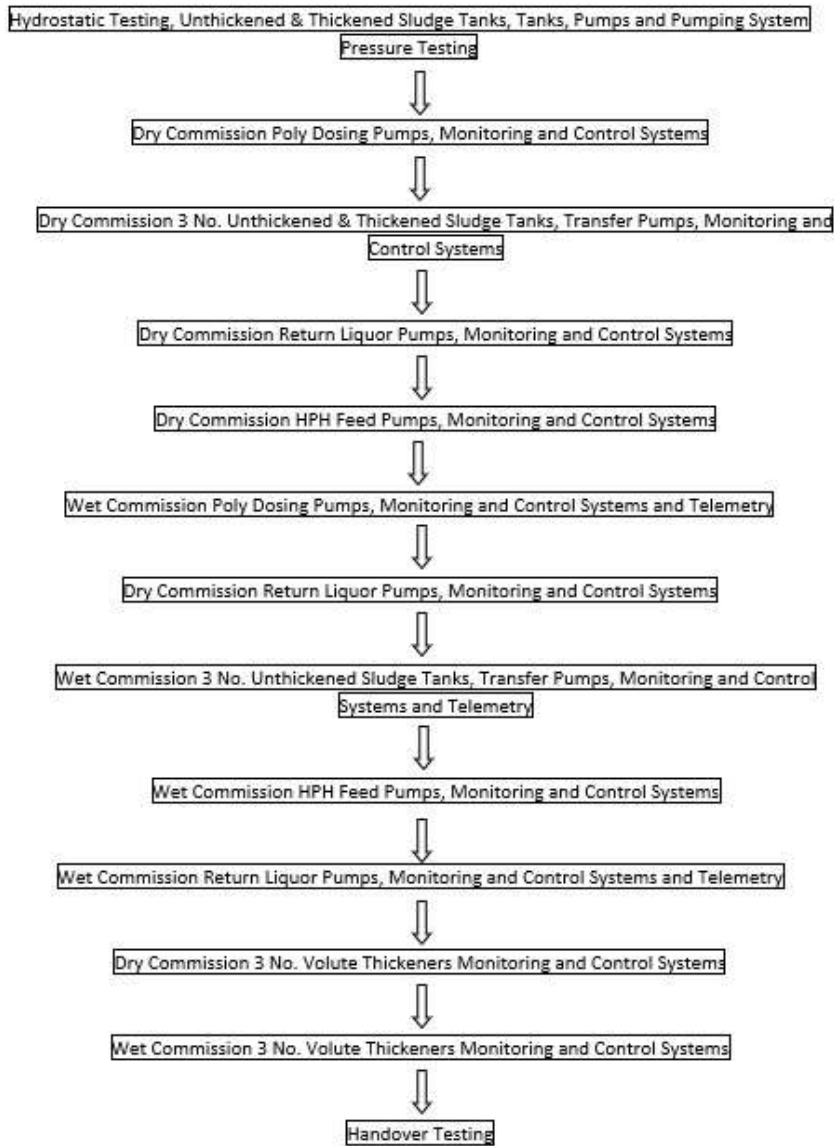 Hydrostatic Testing, Unthickened & Thickened Sludge Tanks, Tanks, Pumps and Pumping System
Pressure Testing
Dry Commission Poly Dosing Pumps, Monitoring and Control Systems
Dry Commission 3 No. Unthickened & Thickened Sludge Tanks, Transfer Pumps, Monitoring and
Control Systems
Dry Commission Return Liquor Pumps, Monitoring and Control Systems
Dry Commission HPH Feed Pumps, Monitoring and Control Systems
Wet Commission Poly Dosing Pumps, Monitoring and Control Systems and Telemetry
Dry Commission Return Liquor Pumps, Monitoring and Control Systems
Wet Commission 3 No. Unthickened Sludge Tanks, Transfer Pumps, Monitoring and Control
Systems and Telemetry
Wet Commission HPH Feed Pumps, Monitoring and Control Systems
Wet Commission Return Liquor Pumps, Monitoring and Control Systems and Telemetry
Dry Commission 3 No. Volute Thickeners Monitoring and Control Systems
Wet Commission 3 No. Volute Thickeners Monitoring and Control Systems
Handover Testing